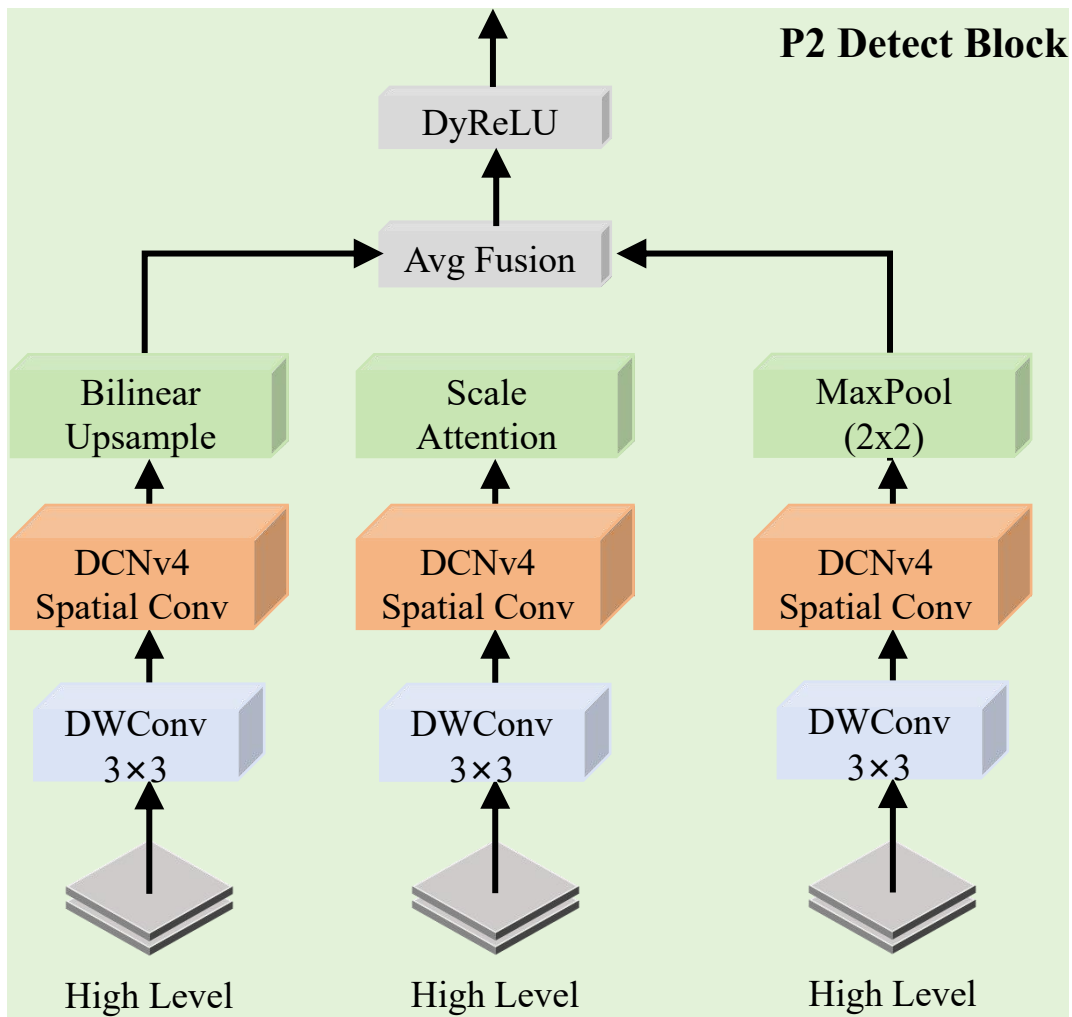 P2 Detect Block
DyReLU
Avg Fusion
Bilinear
Upsample
Scale
Attention
MaxPool
(2x2)
DCNv4
Spatial Conv
DCNv4
Spatial Conv
DCNv4
Spatial Conv
DWConv
3×3
DWConv
3×3
DWConv
3×3
High Level
High Level
High Level